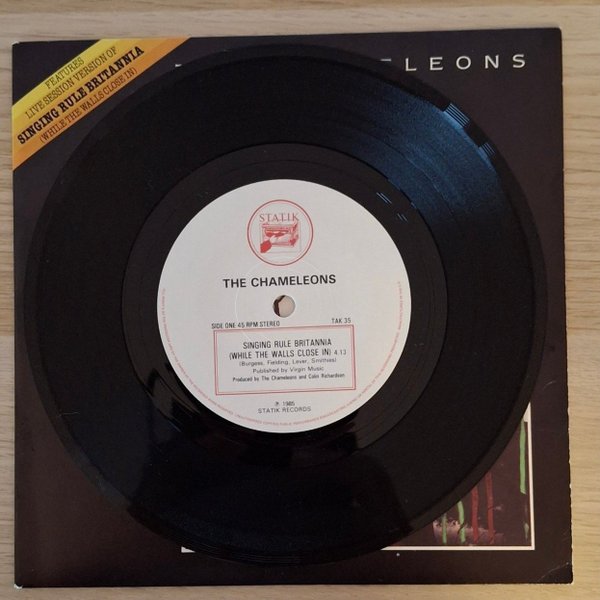 FEATURES
LIVE SESSION VERSION OF
SINGING RULE BRITANNIA
(WHILE THE WALLS CLOSE IN)
ELEONS
STATIK
THE CHAMELEONS
SIDE ONE 45 RPM STEREO TAK 35
SINGING RULE BRITANNIA
(WHILE THE WALLS CLOSE IN) 4.13
(Burgess, Fielding, Lever, Smithies)
Published by Virgin Music
Produced by The Chameleons and Colin Richardson
℗ 1985
STATIK RECORDS